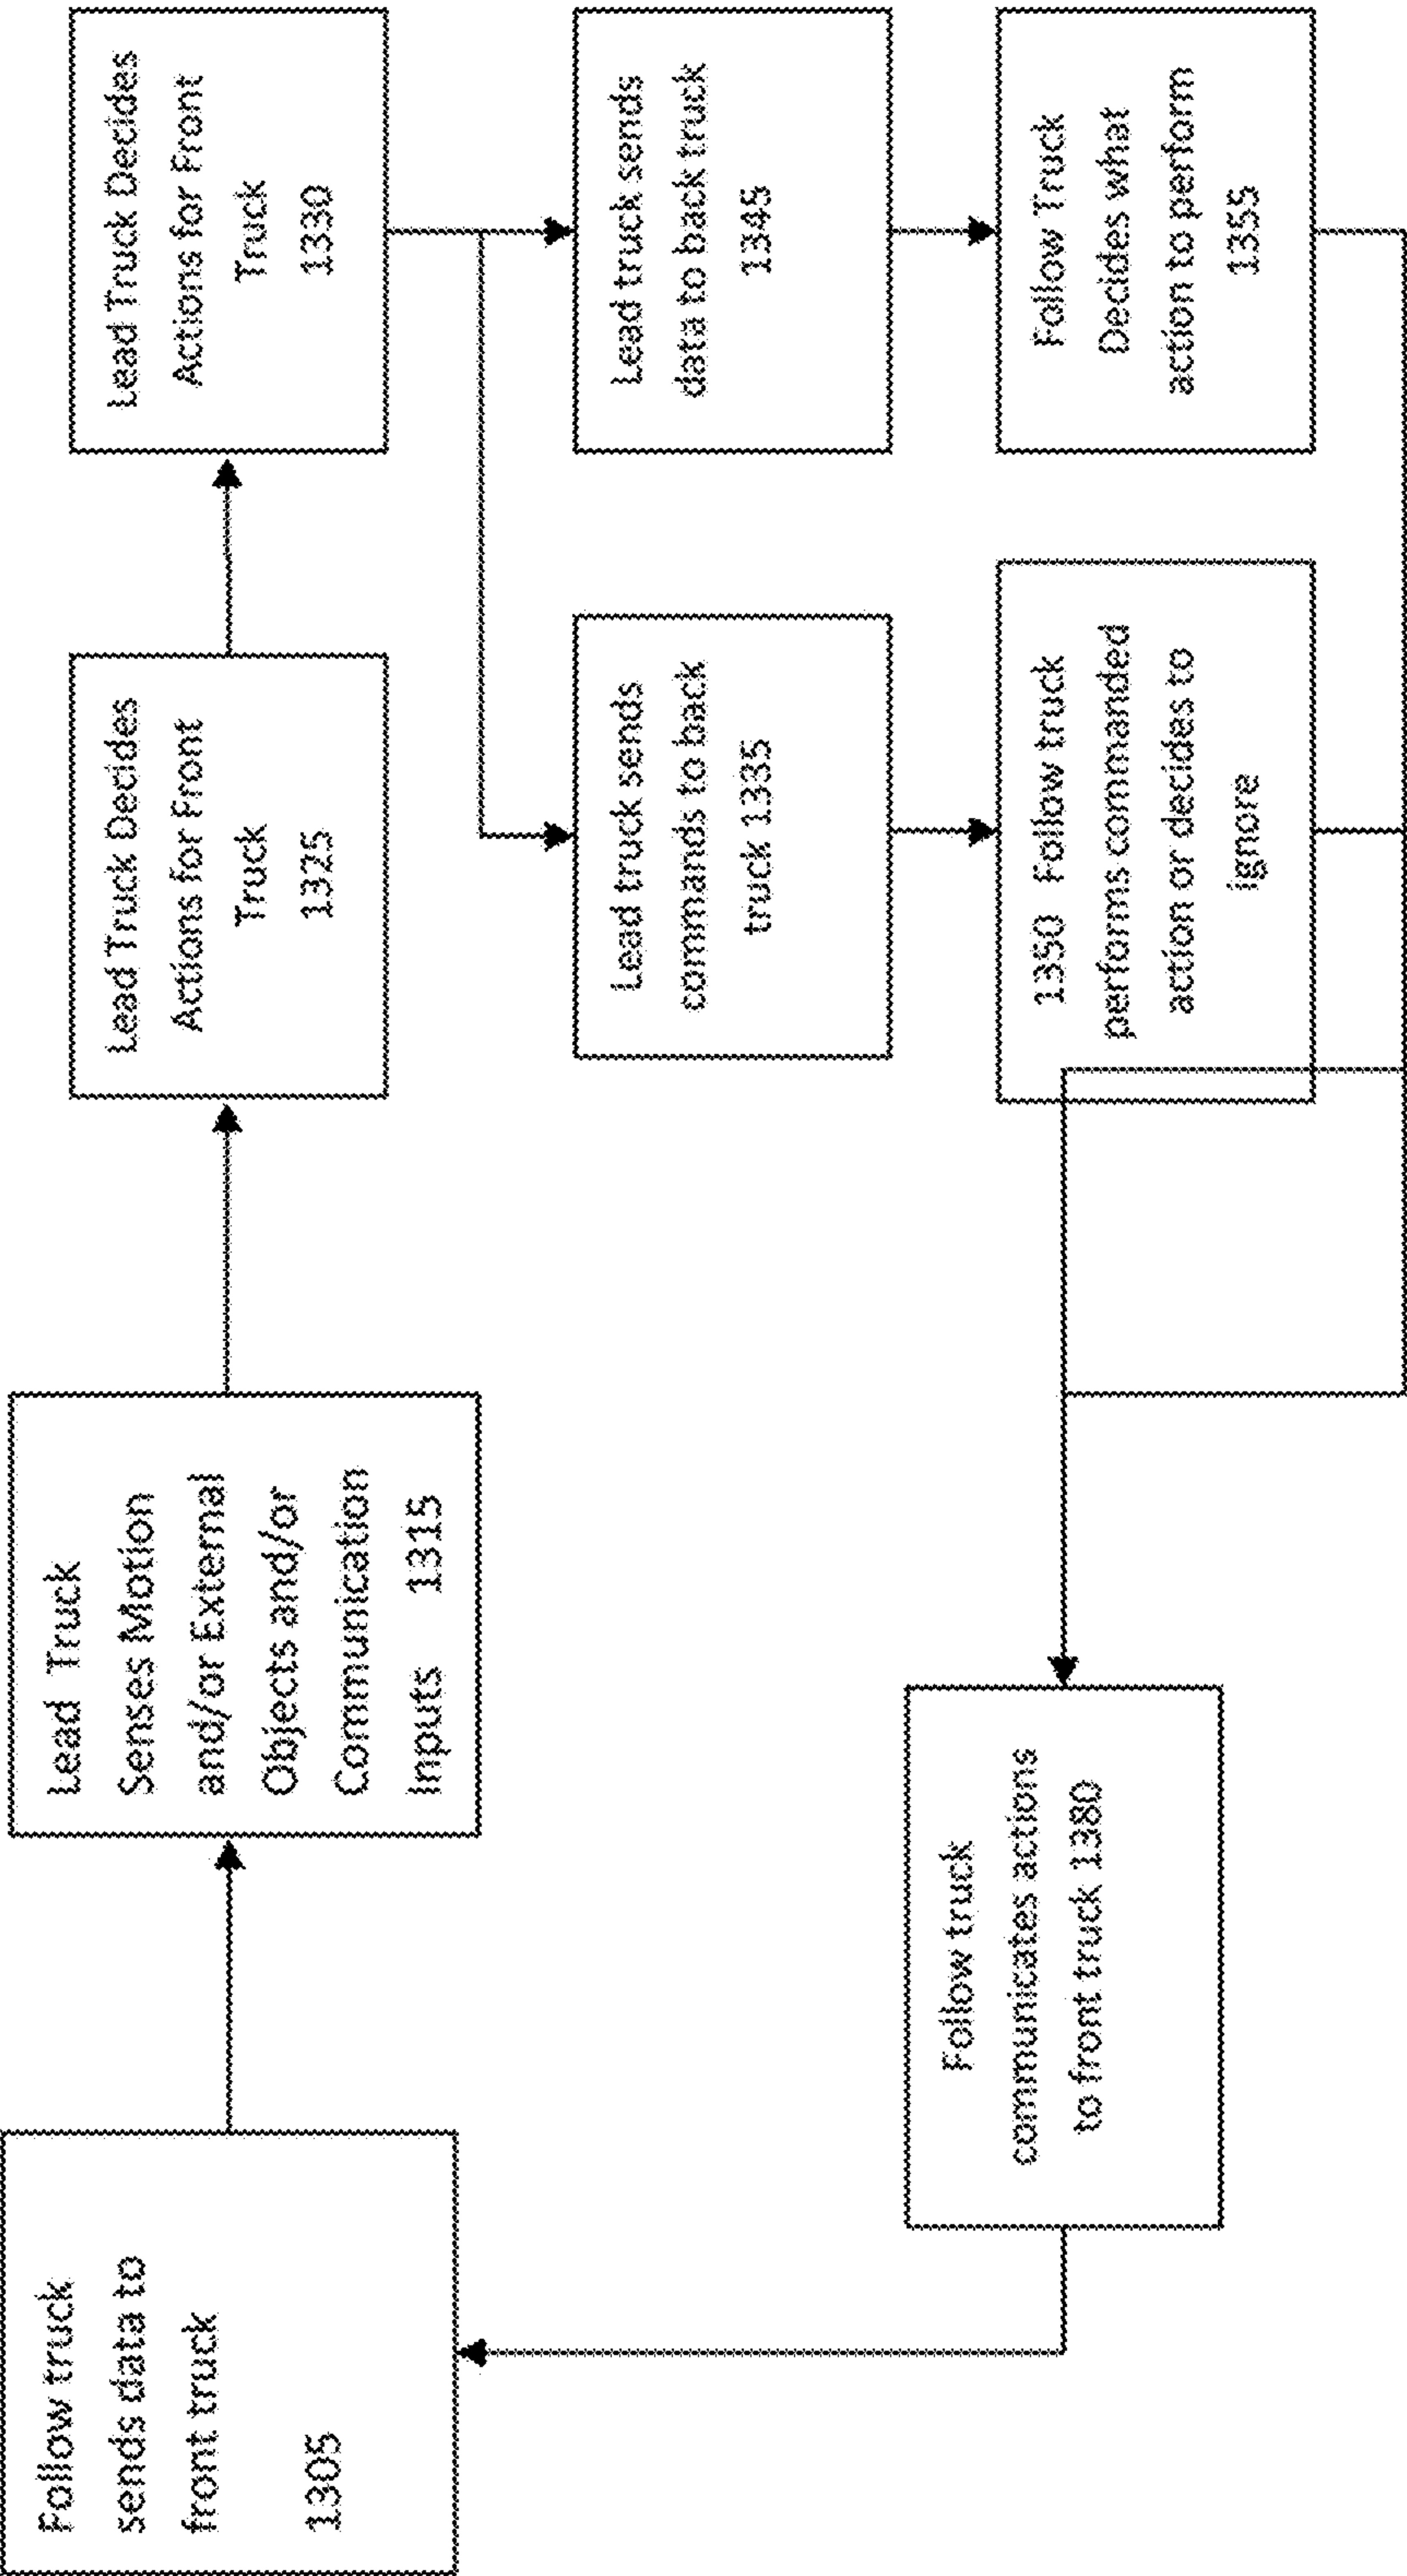 Follow truck
sends data to
front truck
1305
Lead Truck
Senses Motion
and/or External
Objects and/or
Communication
Inputs 1315
Lead Truck Decides
Actions for Front
Truck
1325
Lead Truck Decides
Actions for Front
Truck
1330
Lead truck sends
commands to back
truck 1335
Lead truck sends
data to back truck
1345
1350 Follow truck
performs commanded
action or decides to
ignore
Follow Truck
Decides what
action to perform
1355
Follow truck
communicates actions
to front truck 1380